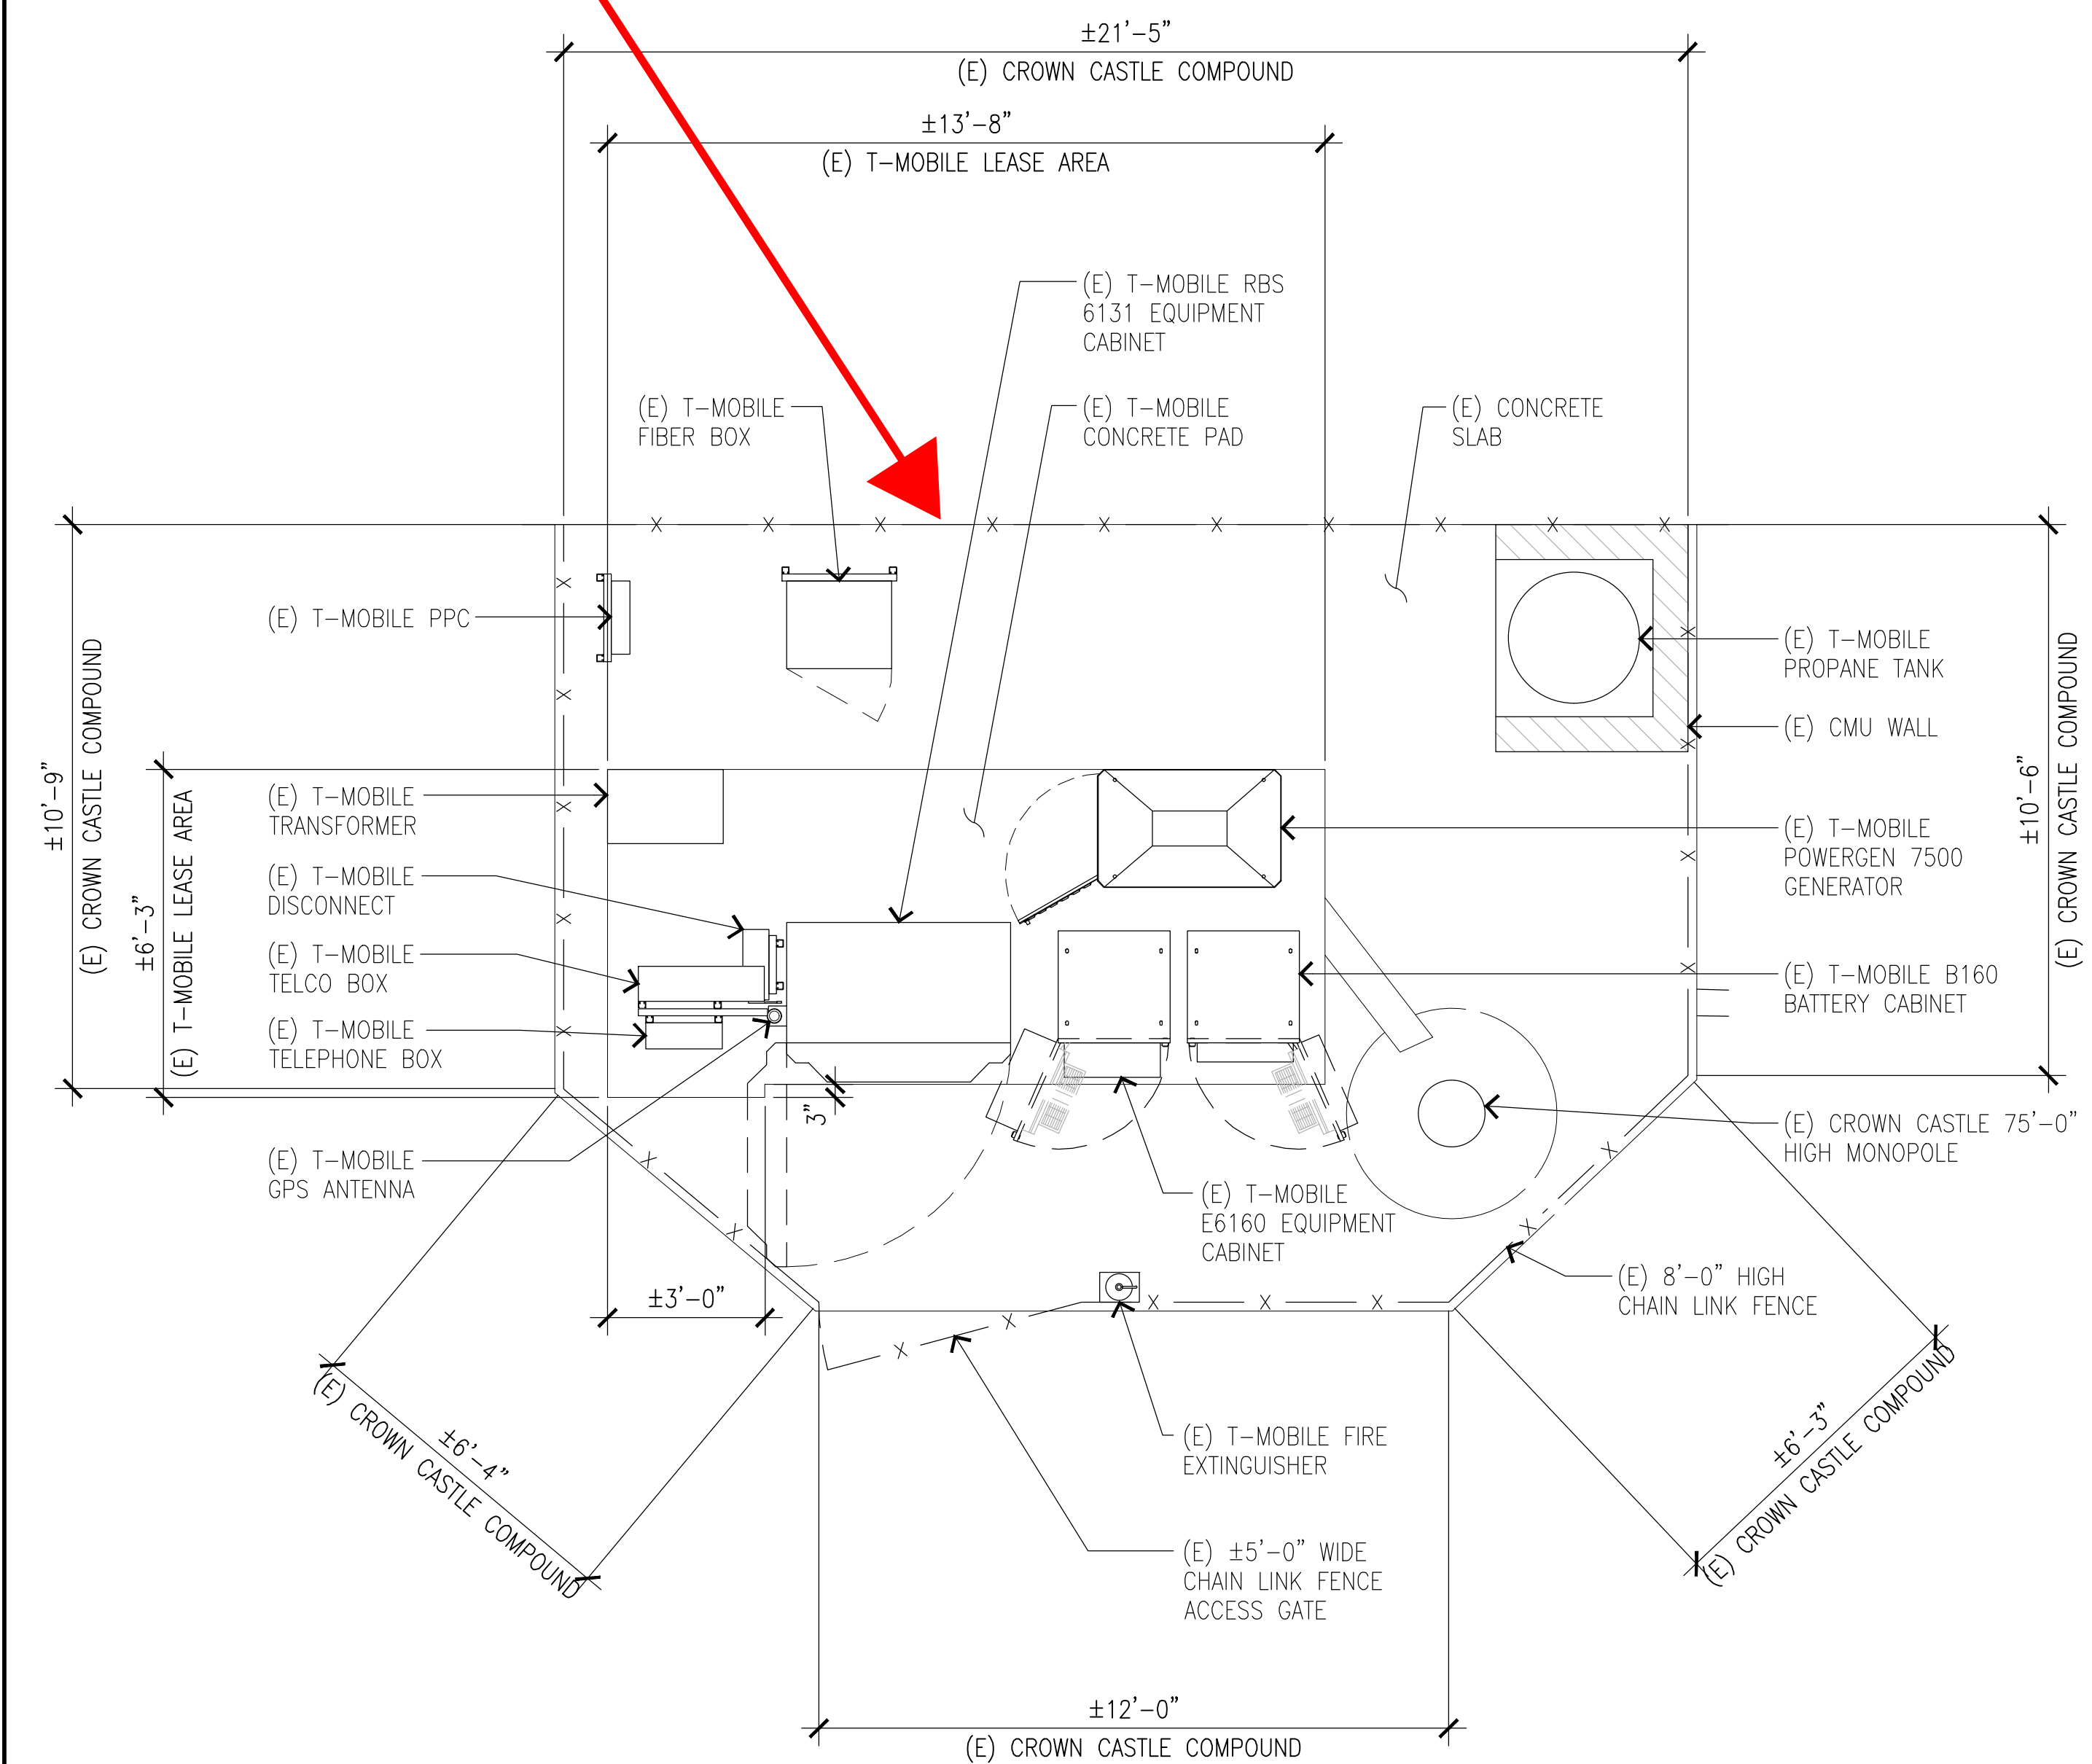 ±21'-5"
(E) CROWN CASTLE COMPOUND
±13'-8"
(E) T-MOBILE LEASE AREA
(E) T-MOBILE RBS
6131 EQUIPMENT
CABINET
(E) T-MOBILE
FIBER BOX
(E) T-MOBILE
CONCRETE PAD
(E) CONCRETE
SLAB
(E) T-MOBILE PPC
(E) T-MOBILE
PROPANE TANK
(E) CMU WALL
±10'-9"
(E) CROWN CASTLE COMPOUND
±6'-3"
(E) T-MOBILE LEASE AREA
(E) T-MOBILE
TRANSFORMER
(E) T-MOBILE
DISCONNECT
(E) T-MOBILE
TELCO BOX
(E) T-MOBILE
TELEPHONE BOX
(E) T-MOBILE
GPS ANTENNA
(E) T-MOBILE
POWERGEN 7500
GENERATOR
±10'-6"
(E) CROWN CASTLE COMPOUND
(E) T-MOBILE B160
BATTERY CABINET
(E) CROWN CASTLE 75'-0"
HIGH MONOPOLE
3"
(E) T-MOBILE
E6160 EQUIPMENT
CABINET
(E) 8'-0" HIGH
CHAIN LINK FENCE
±3'-0"
±6'-4"
(E) CROWN CASTLE COMPOUND
(E) T-MOBILE FIRE
EXTINGUISHER
±6'-3"
(E) CROWN CASTLE COMPOUND
(E) ±5'-0" WIDE
CHAIN LINK FENCE
ACCESS GATE
±12'-0"
(E) CROWN CASTLE COMPOUND